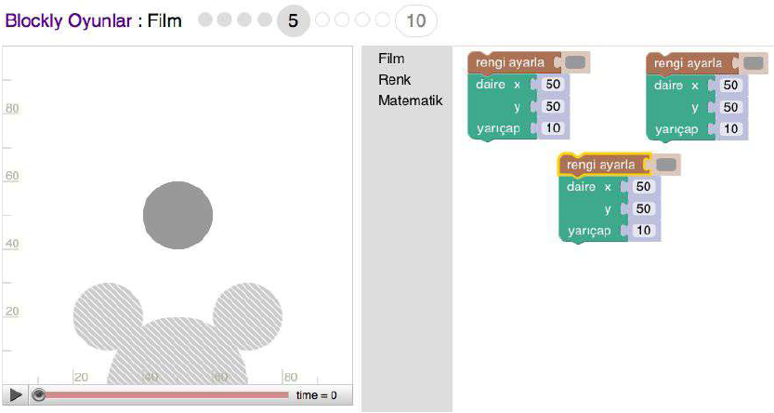 Blockly Oyunlar : Film 5 10
Film
Renk
Matematik
rengi ayarla
daire x 50
y 50
yarıçap 10
rengi ayarla
daire x 50
y 50
yarıçap 10
rengi ayarla
daire x 50
y 50
yarıçap 10
80
60
40
20
20 40 60 80
time = 0